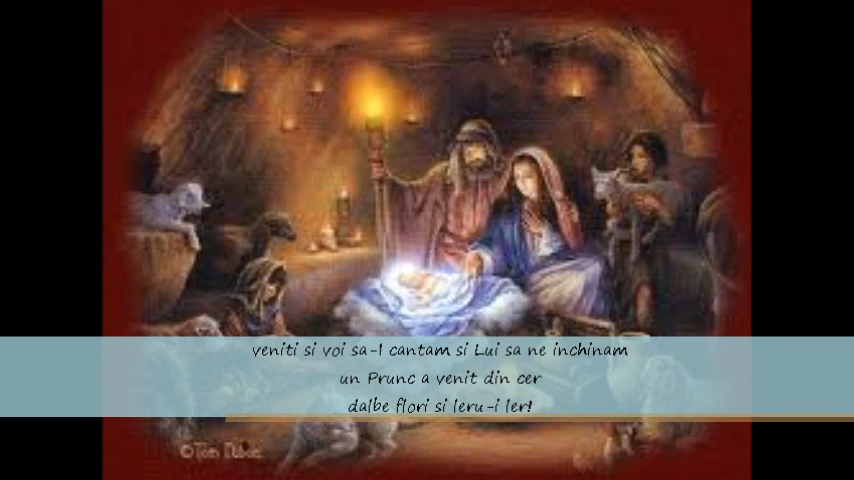 veniti si voi sa-I cantam si Lui sa ne inchinam
un Prunc a venit din cer
dalbe flori si leru-i ler!
©Tom Dubois